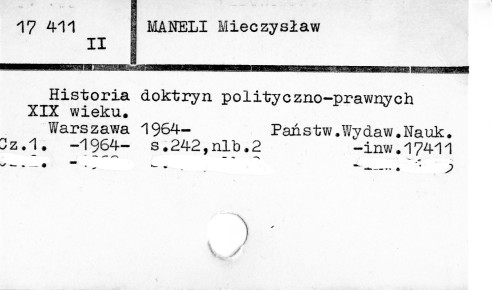 17 411
II
MANELI Mieczysław
Historia doktryn polityczno-prawnych
XIX wieku.
Warszawa 1964- Państw.Wydaw.Nauk.
Cz.1. -1964- s.242,nlb.2 -inw.17411